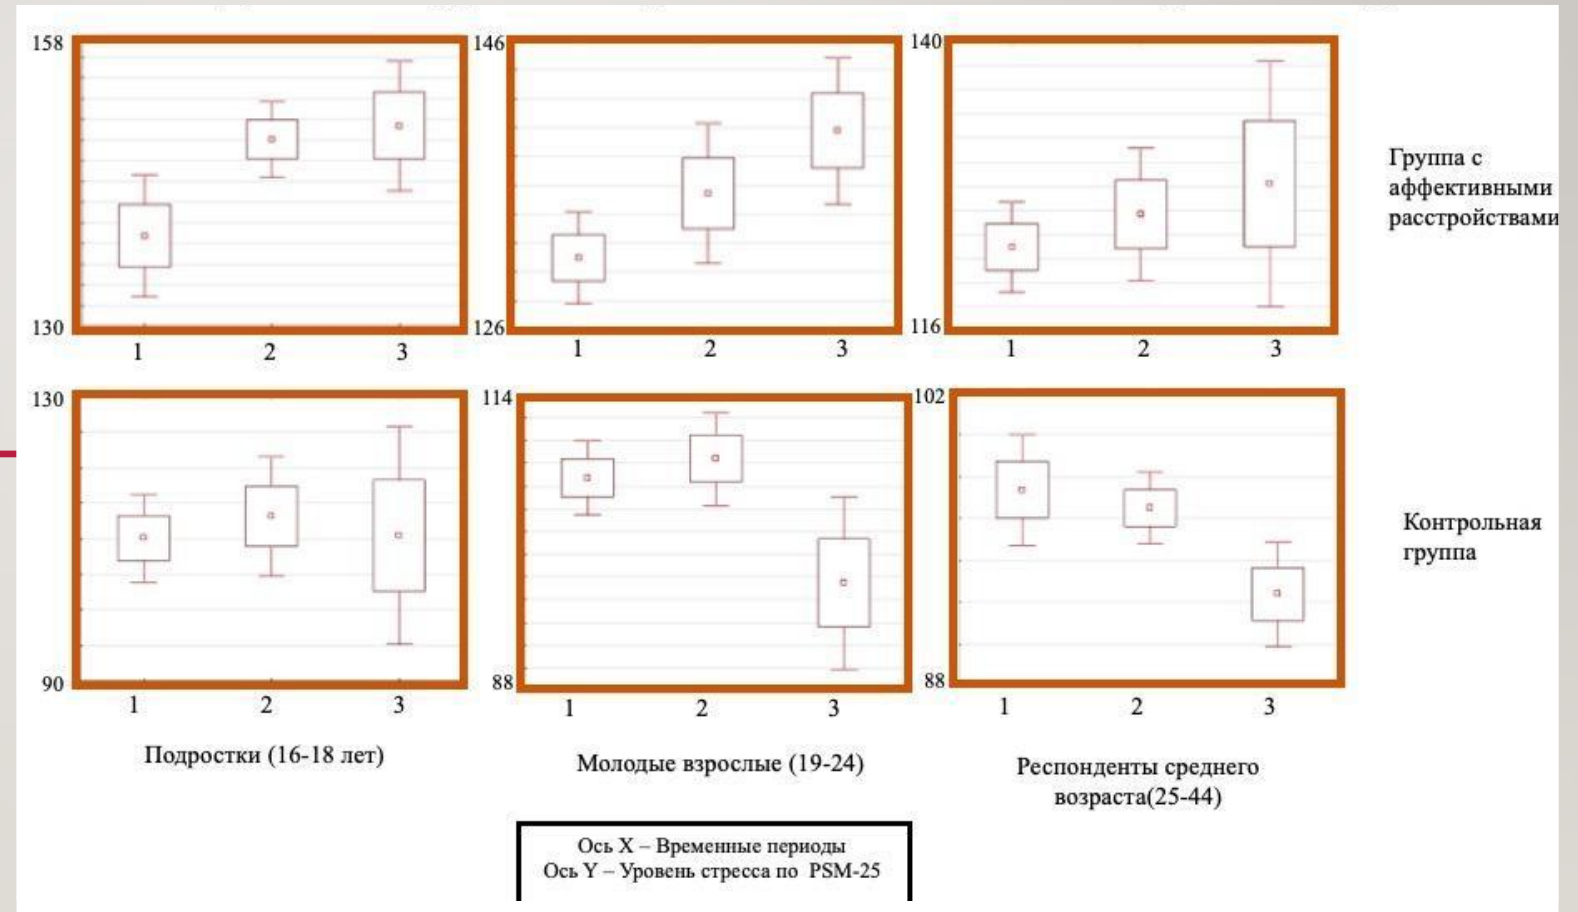 158
130
1 2 3
146
126
1 2 3
140
116
1 2 3
Группа с
аффективными
расстройствами
130
90
1 2 3
114
88
1 2 3
102
88
1 2 3
Контрольная
группа
Подростки (16-18 лет)
Молодые взрослые (19-24)
Респонденты среднего
возраста(25-44)
Ось X – Временные периоды
Ось Y – Уровень стресса по PSM-25